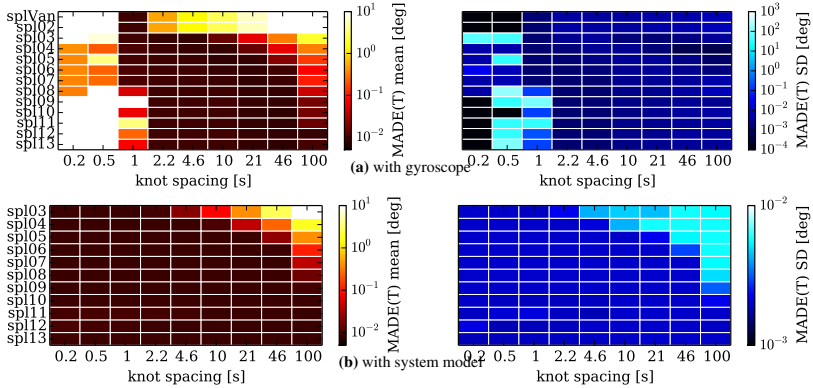 splVan
spl02
spl03
spl04
spl05
spl06
spl07
spl08
spl09
spl10
spl11
spl12
spl13
0.2 0.5 1 2.2 4.6 10 21 46 100
knot spacing [s]
10^1
10^0
10^-1
10^-2
MADE(T) mean [deg]
0.2 0.5 1 2.2 4.6 10 21 46 100
knot spacing [s]
10^3
10^2
10^1
10^0
10^-1
10^-2
10^-3
10^-4
MADE(T) SD [deg]
(a) with gyroscope
spl03
spl04
spl05
spl06
spl07
spl08
spl09
spl10
spl11
spl12
spl13
0.2 0.5 1 2.2 4.6 10 21 46 100
knot spacing [s]
10^1
10^0
10^-1
10^-2
MADE(T) mean [deg]
0.2 0.5 1 2.2 4.6 10 21 46 100
knot spacing [s]
10^-2
10^-3
MADE(T) SD [deg]
(b) with system model